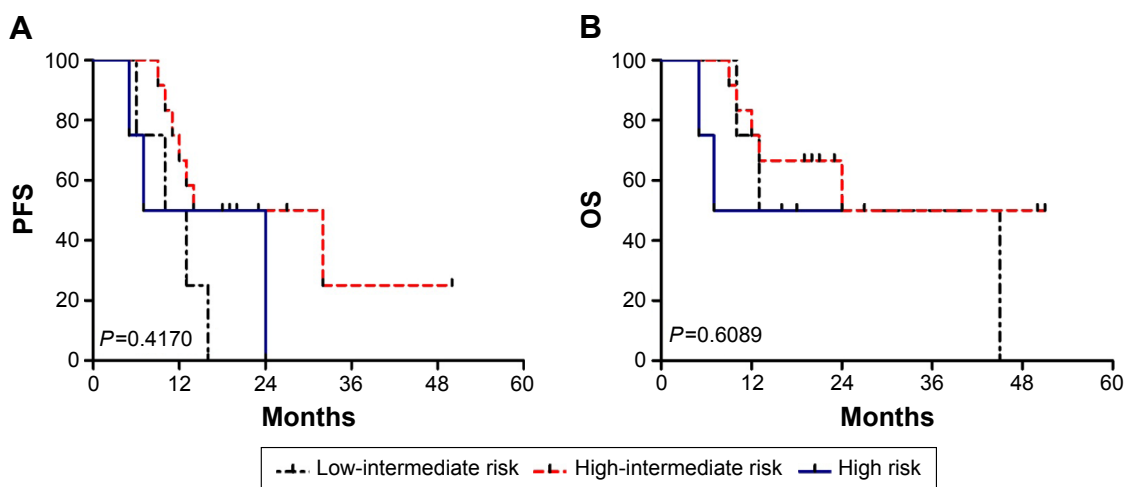 A
PFS
100
80
60
40
20
0
P=0.4170
0 12 24 36 48 60
Months
B
OS
100
80
60
40
20
0
P=0.6089
0 12 24 36 48 60
Months
Low-intermediate risk High-intermediate risk High risk